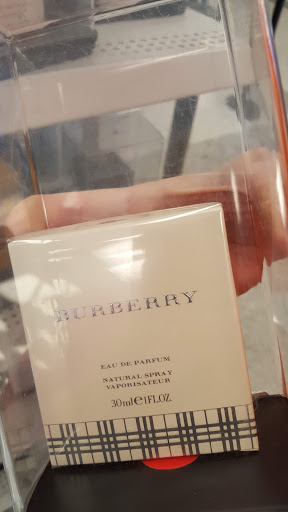 BURBERRY
EAU DE PARFUM
NATURAL SPRAY
VAPORISATEUR
30ml ℮ 1FL.OZ.